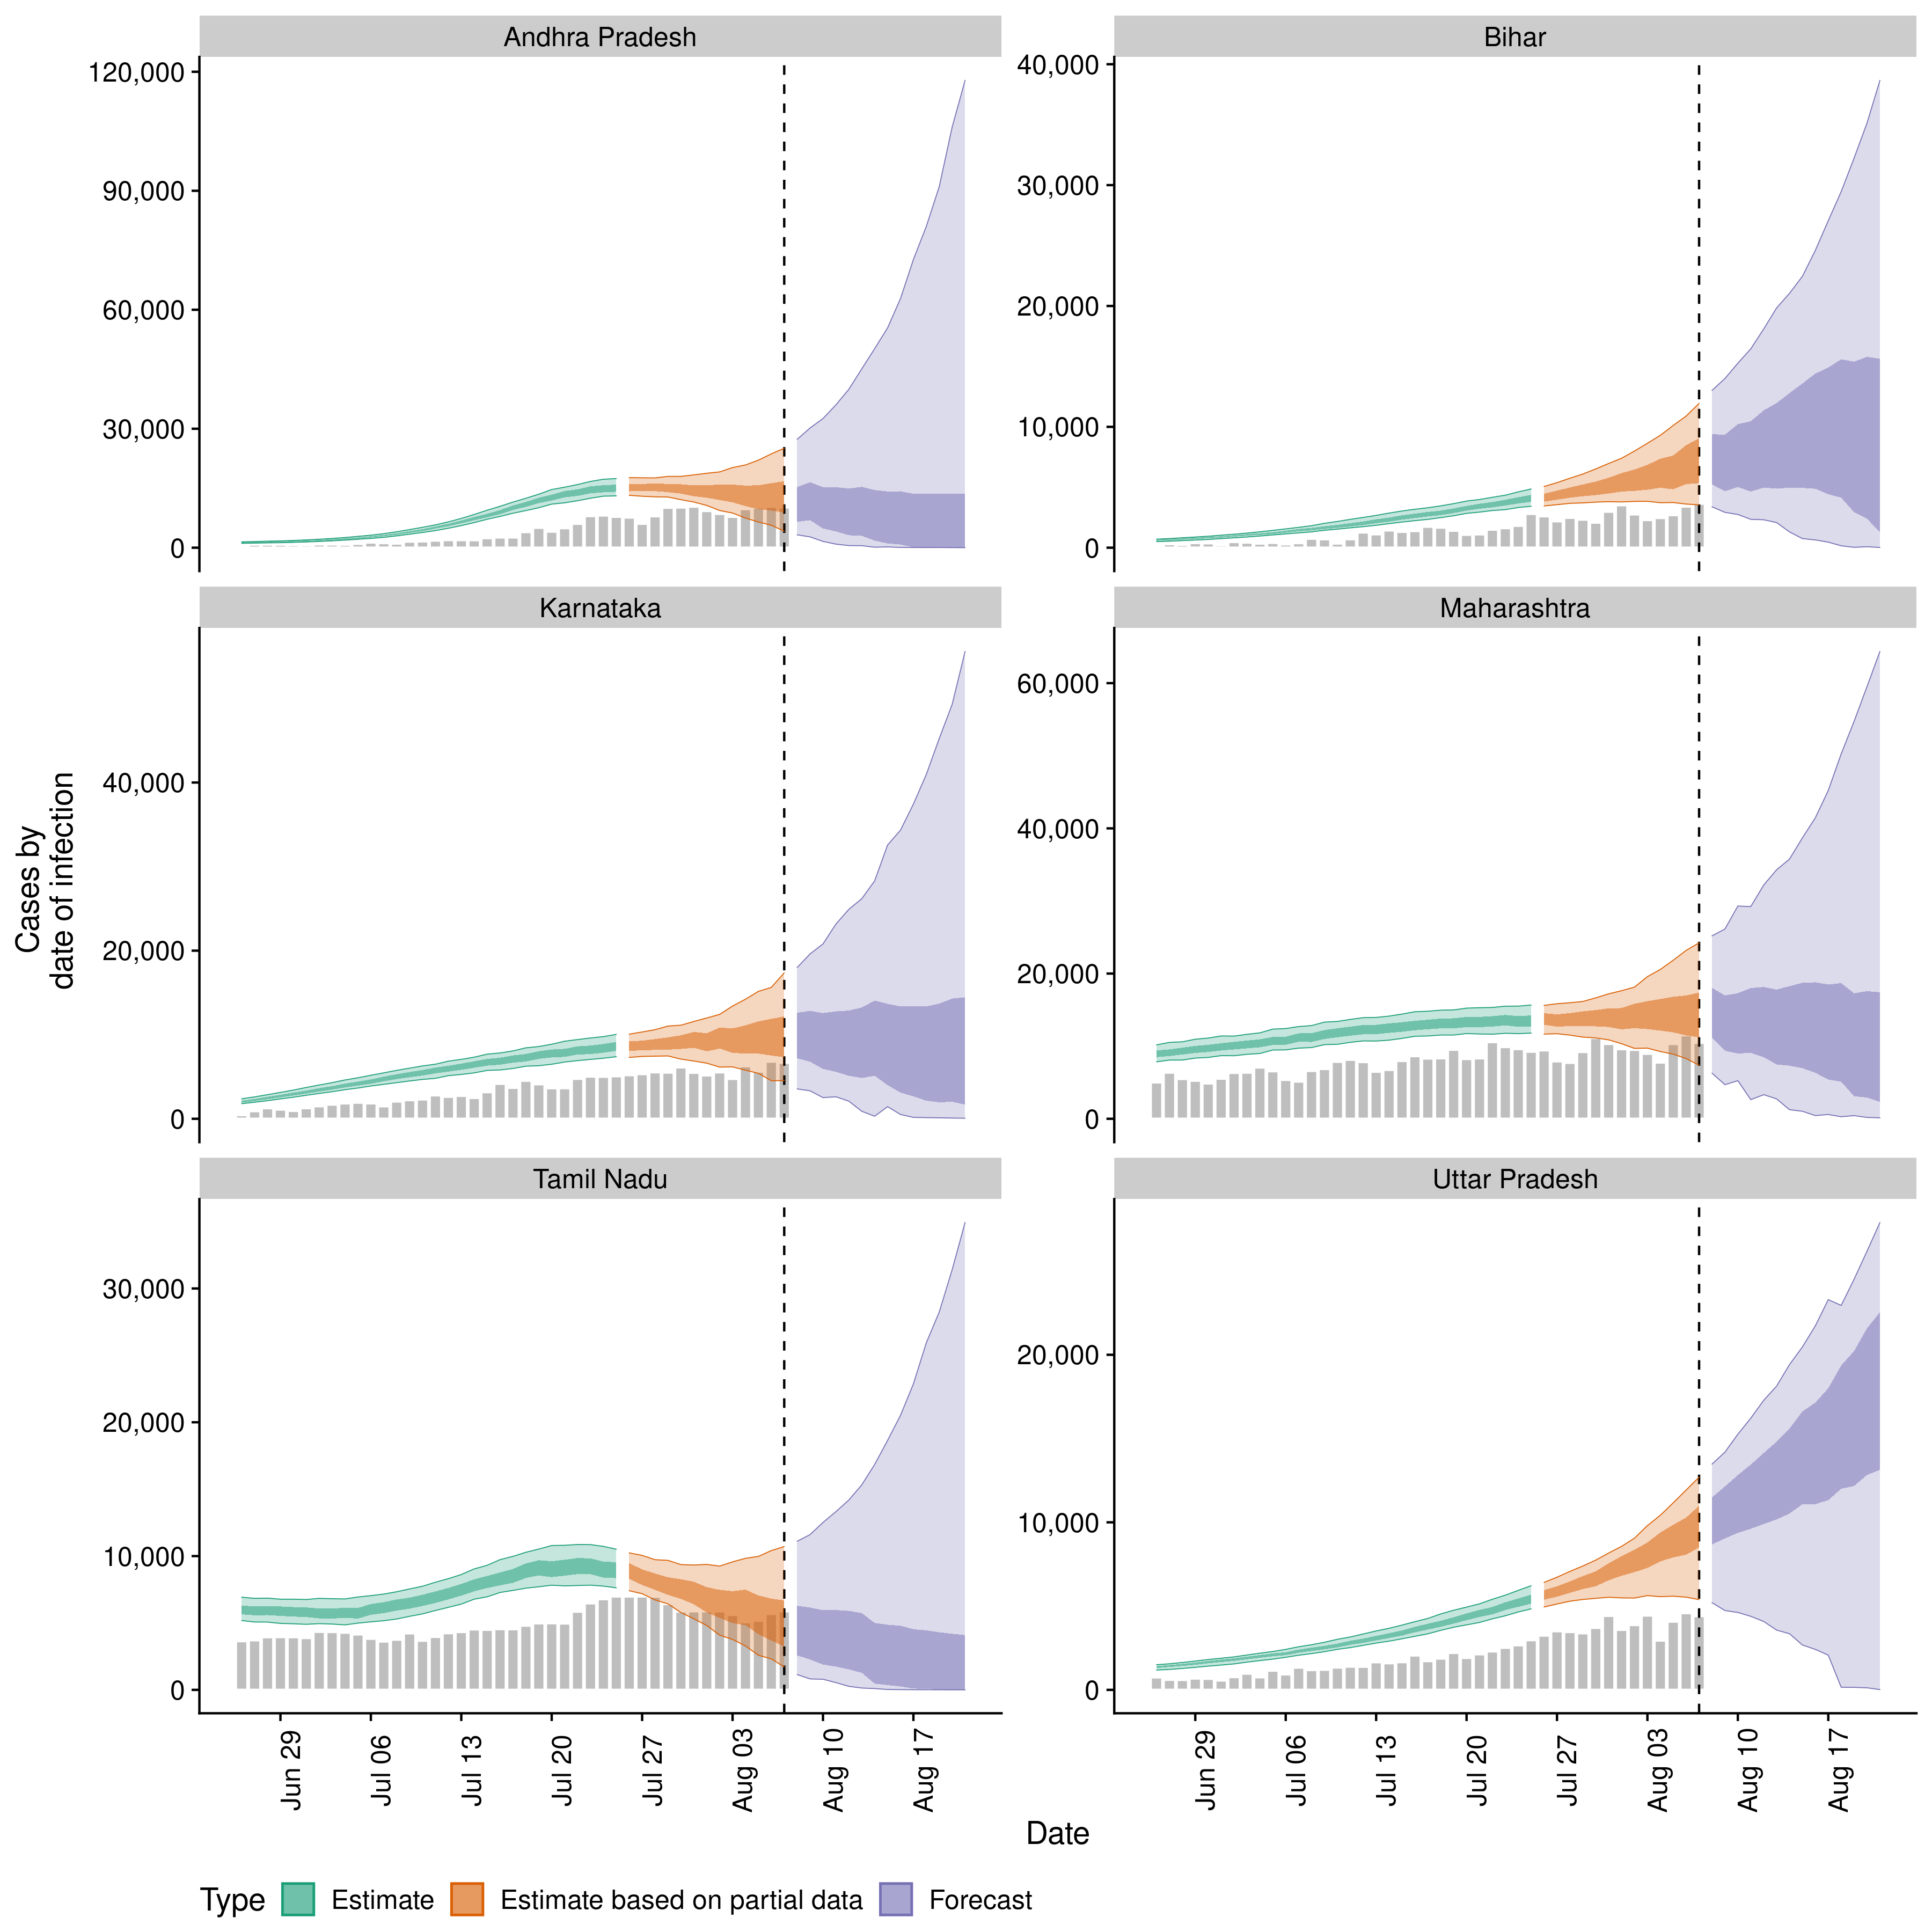 Andhra Pradesh
Bihar
120,000
90,000
60,000
30,000
0
40,000
30,000
20,000
10,000
0
Karnataka
Maharashtra
40,000
20,000
0
60,000
40,000
20,000
0
Tamil Nadu
Uttar Pradesh
30,000
20,000
10,000
0
20,000
10,000
0
Cases by
date of infection
Jun 29
Jul 06
Jul 13
Jul 20
Jul 27
Aug 03
Aug 10
Aug 17
Jun 29
Jul 06
Jul 13
Jul 20
Jul 27
Aug 03
Aug 10
Aug 17
Date
Type Estimate Estimate based on partial data Forecast